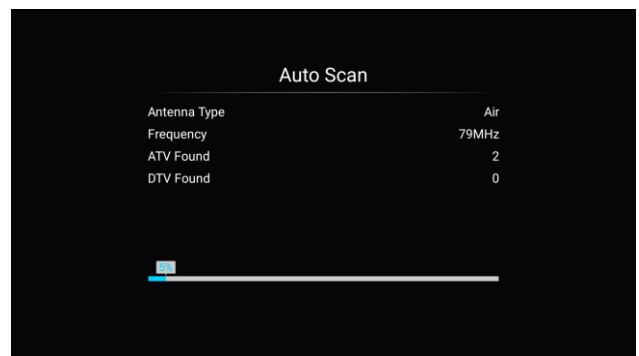 Auto Scan
Antenna Type Air
Frequency 79MHz
ATV Found 2
DTV Found 0
5%